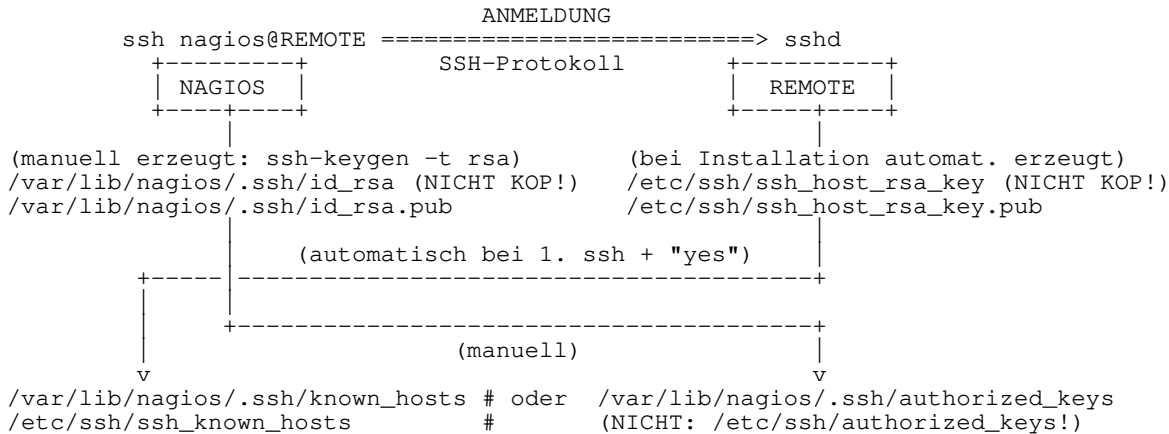 ANMELDUNG
ssh nagios@REMOTE ==========================> sshd
+---------+ SSH-Protokoll +----------+
| NAGIOS | | REMOTE |
+----+----+ +-----+----+
| |
(manuell erzeugt: ssh-keygen -t rsa) (bei Installation automat. erzeugt)
/var/lib/nagios/.ssh/id_rsa (NICHT KOP!) /etc/ssh/ssh_host_rsa_key (NICHT KOP!)
/var/lib/nagios/.ssh/id_rsa.pub /etc/ssh/ssh_host_rsa_key.pub
| |
| (automatisch bei 1. ssh + "yes") |
+-----|----------------------------------------+
| |
| +----------------------------------------+
| (manuell) |
v v
/var/lib/nagios/.ssh/known_hosts # oder /var/lib/nagios/.ssh/authorized_keys
/etc/ssh/ssh_known_hosts # (NICHT: /etc/ssh/authorized_keys!)